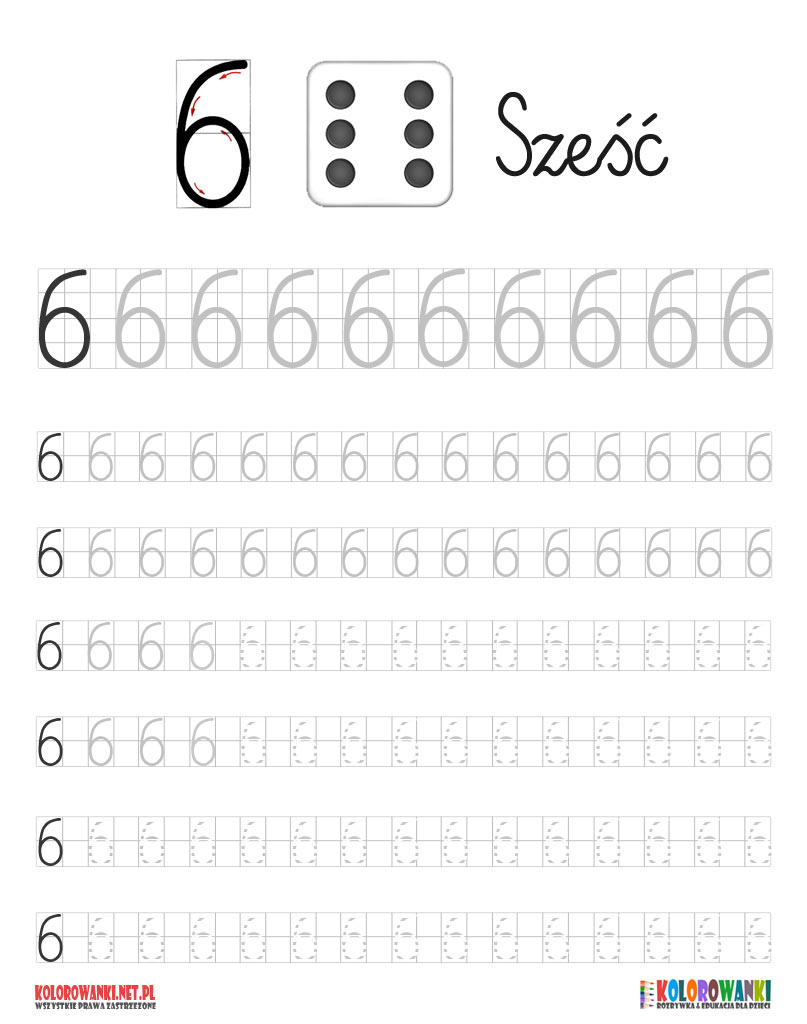 6 Sześć
6 6 6 6 6 6 6 6 6 6
6 6 6 6 6 6 6 6 6 6 6 6 6 6 6
6 6 6 6 6 6 6 6 6 6 6 6 6 6 6
6 6 6 6 6 6 6 6 6 6 6 6 6 6 6
6 6 6 6 6 6 6 6 6 6 6 6 6 6 6
6 6 6 6 6 6 6 6 6 6 6 6 6 6 6
6 6 6 6 6 6 6 6 6 6 6 6 6 6 6
KOLOROWANKI.NET.PL
WSZYSTKIE PRAWA ZASTRZEŻONE
KOLOROWANKI
ROZRYWKA & EDUKACJA DLA DZIECI